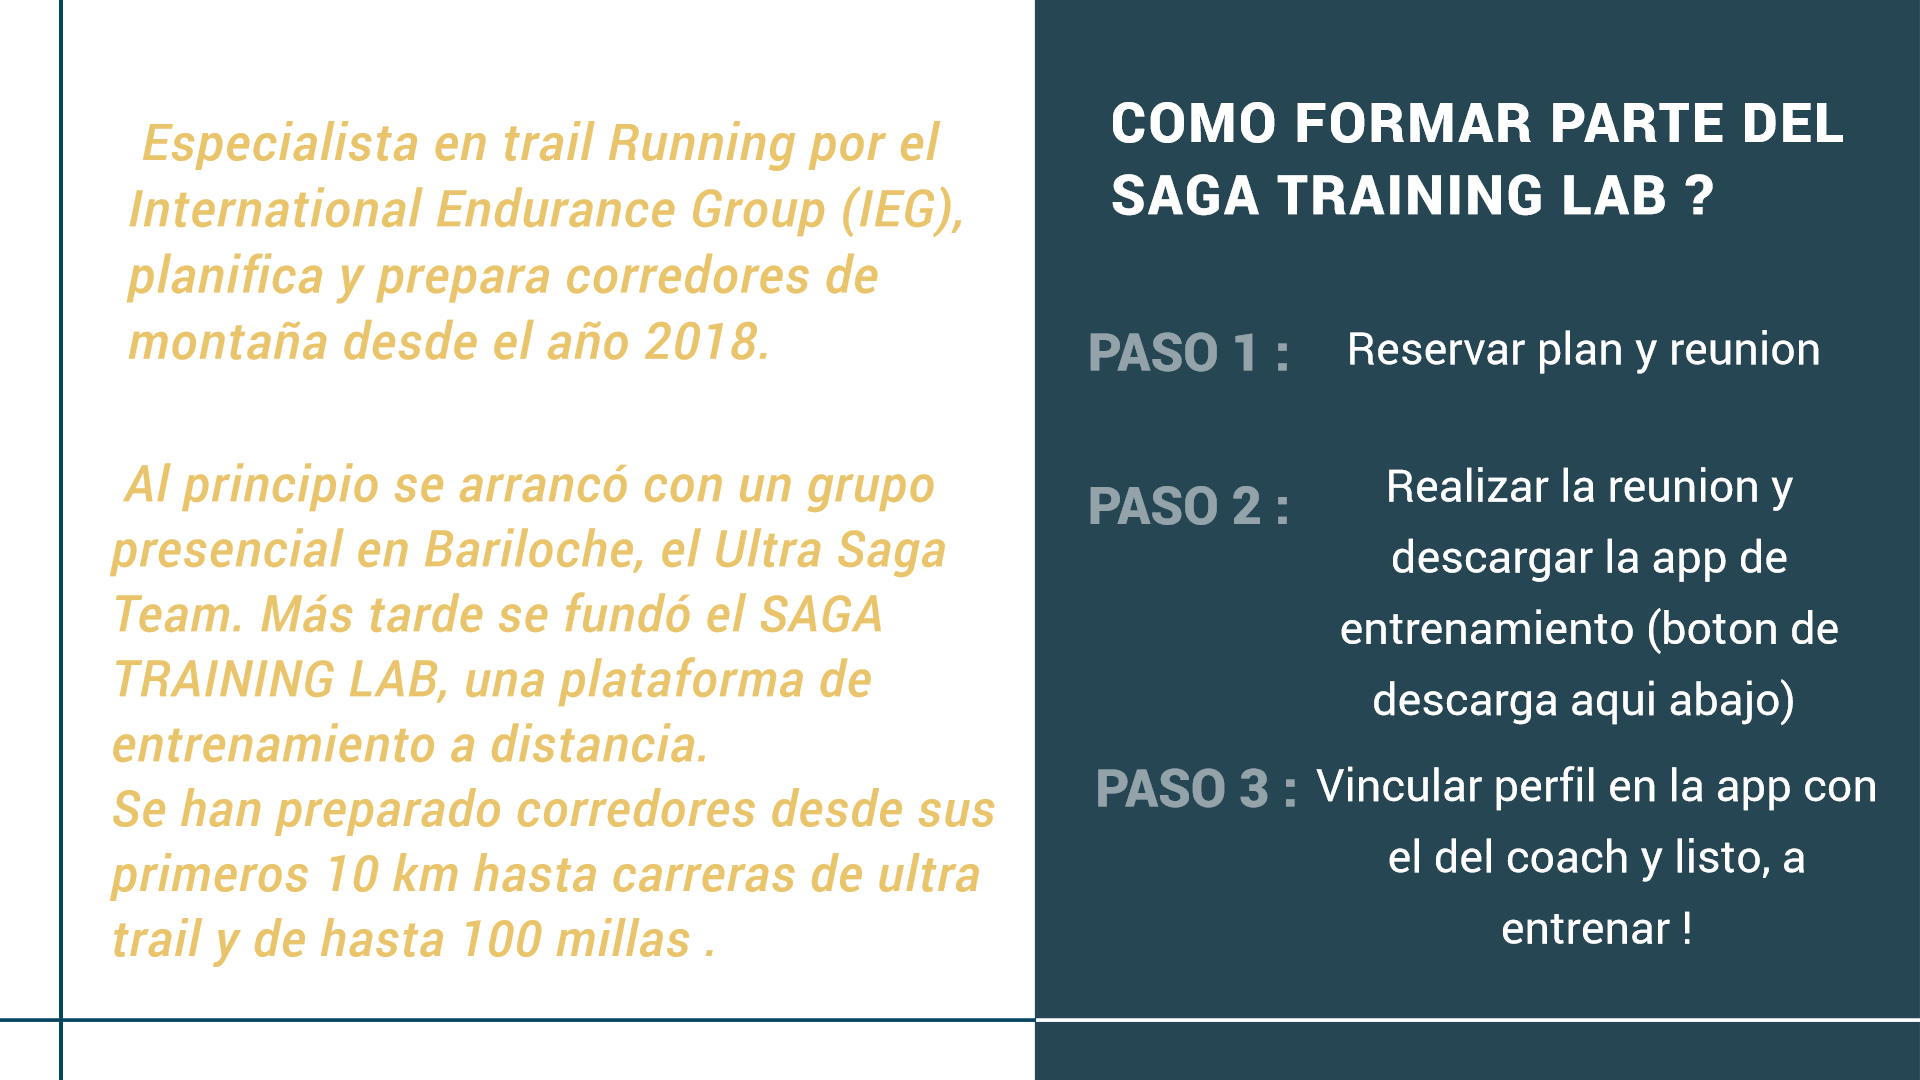 Especialista en trail Running por el
International Endurance Group (IEG),
planifica y prepara corredores de
montaña desde el año 2018.
Al principio se arrancó con un grupo
presencial en Bariloche, el Ultra Saga
Team. Más tarde se fundó el SAGA
TRAINING LAB, una plataforma de
entrenamiento a distancia.
Se han preparado corredores desde sus
primeros 10 km hasta carreras de ultra
trail y de hasta 100 millas .
COMO FORMAR PARTE DEL
SAGA TRAINING LAB ?
PASO 1 : Reservar plan y reunion
PASO 2 : Realizar la reunion y
descargar la app de
entrenamiento (boton de
descarga aqui abajo)
PASO 3 : Vincular perfil en la app con
el del coach y listo, a
entrenar !